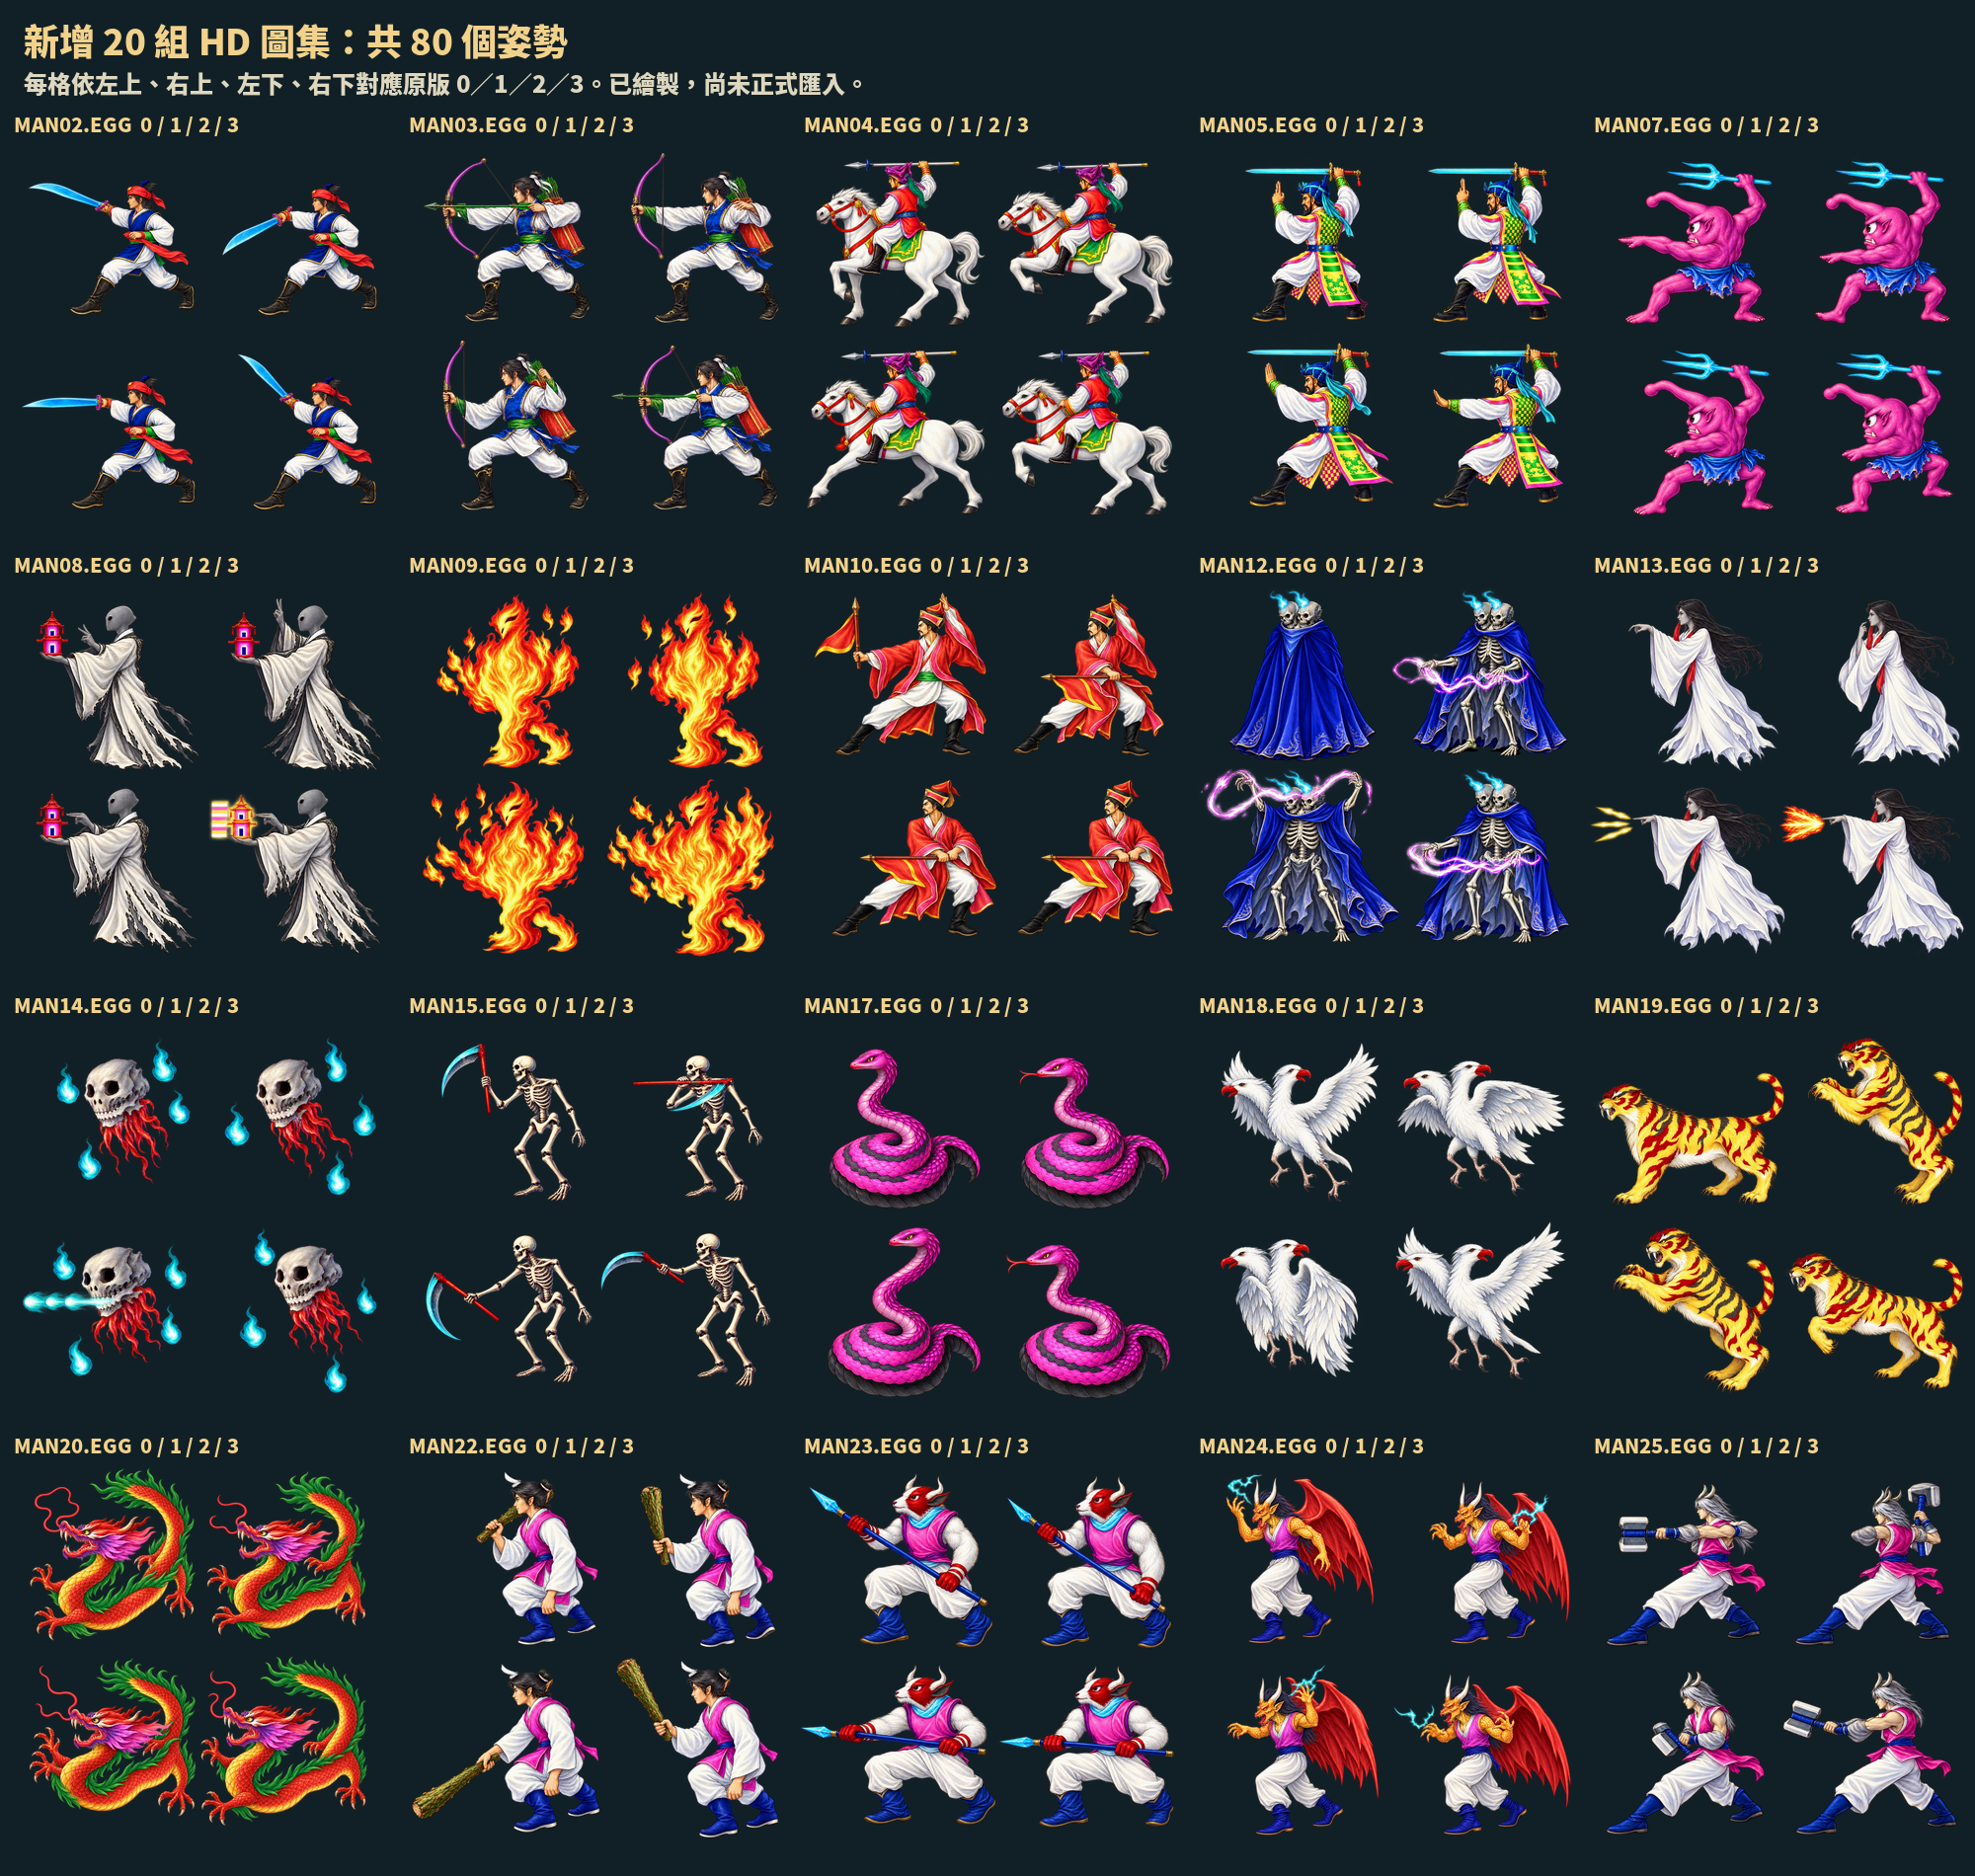 新增 20 組 HD 圖集：共 80 個姿勢
每格依左上、右上、左下、右下對應原版 0／1／2／3。已繪製，尚未正式匯入。
MAN02.EGG 0 / 1 / 2 / 3
MAN03.EGG 0 / 1 / 2 / 3
MAN04.EGG 0 / 1 / 2 / 3
MAN05.EGG 0 / 1 / 2 / 3
MAN07.EGG 0 / 1 / 2 / 3
MAN08.EGG 0 / 1 / 2 / 3
MAN09.EGG 0 / 1 / 2 / 3
MAN10.EGG 0 / 1 / 2 / 3
MAN12.EGG 0 / 1 / 2 / 3
MAN13.EGG 0 / 1 / 2 / 3
MAN14.EGG 0 / 1 / 2 / 3
MAN15.EGG 0 / 1 / 2 / 3
MAN17.EGG 0 / 1 / 2 / 3
MAN18.EGG 0 / 1 / 2 / 3
MAN19.EGG 0 / 1 / 2 / 3
MAN20.EGG 0 / 1 / 2 / 3
MAN22.EGG 0 / 1 / 2 / 3
MAN23.EGG 0 / 1 / 2 / 3
MAN24.EGG 0 / 1 / 2 / 3
MAN25.EGG 0 / 1 / 2 / 3